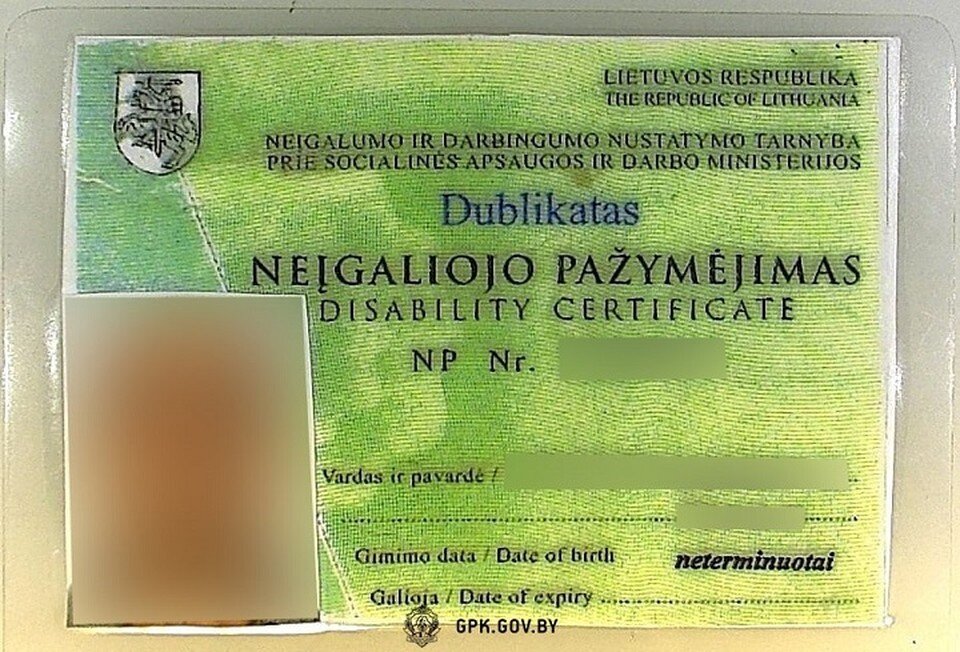 LIETUVOS RESPUBLIKA
THE REPUBLIC OF LITHUANIA
NEIGALUMO IR DARBINGUMO NUSTATYMO TARNYBA
PRIE SOCIALINĖS APSAUGOS IR DARBO MINISTERIJOS
Dublikatas
NEĮGALIOJO PAŽYMĖJIMAS
DISABILITY CERTIFICATE
NP Nr.
Vardas ir pavardė /
Gimimo data / Date of birth
neterminuotai
Galioja / Date of expiry
GPK.GOV.BY